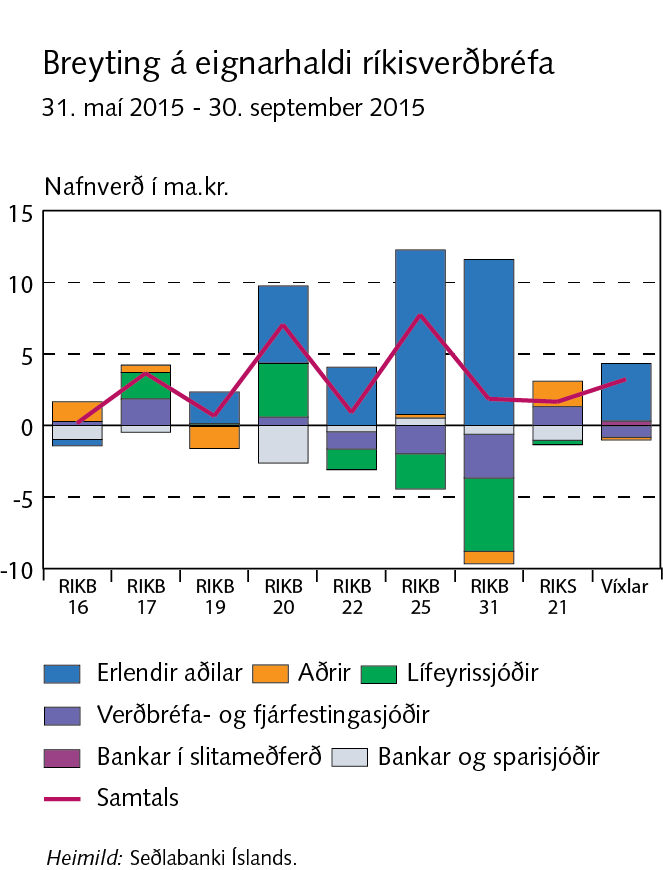 Breyting á eignarhaldi ríkisverðbréfa
31. maí 2015 - 30. september 2015
Nafnverð í ma.kr.
15
10
5
0
-5
-10
RIKB RIKB RIKB RIKB RIKB RIKB RIKB RIKS Víxlar
16 17 19 20 22 25 31 21
Erlendir aðilar Aðrir Lífeyrissjóðir
Verðbréfa- og fjárfestingasjóðir
Bankar í slitameðferð Bankar og sparisjóðir
Samtals
Heimild: Seðlabanki Íslands.